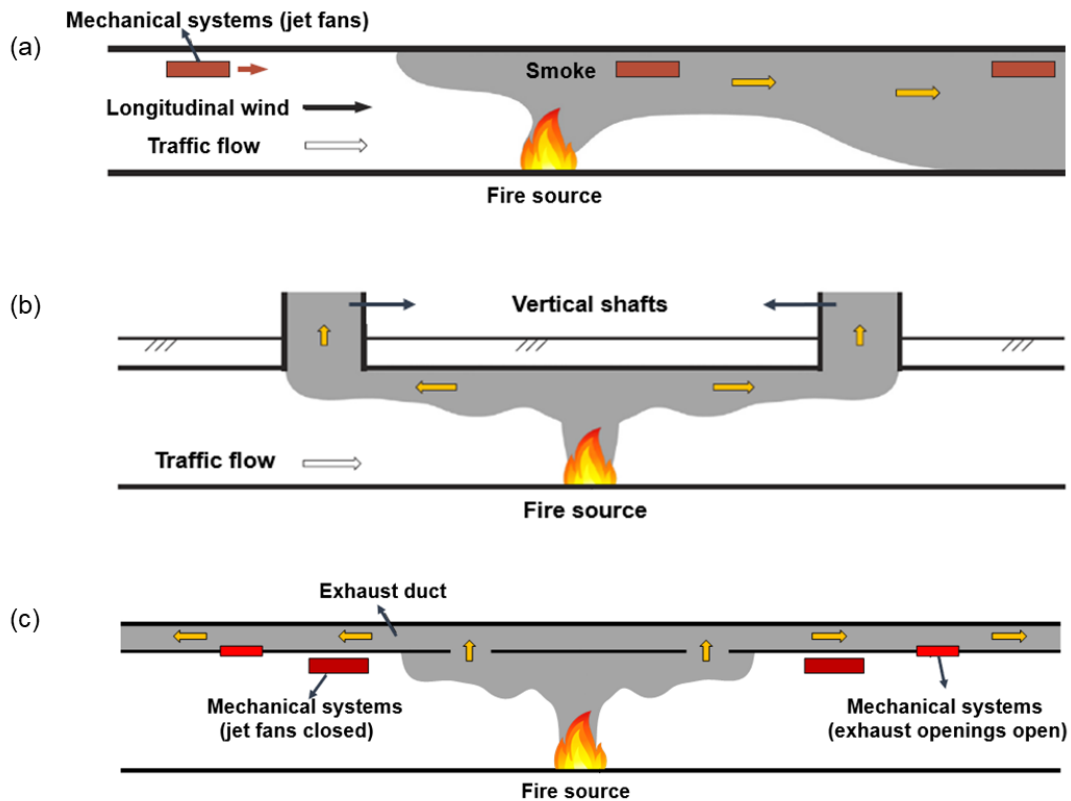 (a)
Mechanical systems (jet fans)
Smoke
Longitudinal wind
Traffic flow
Fire source
(b)
Vertical shafts
Traffic flow
Fire source
(c)
Exhaust duct
Mechanical systems
(jet fans closed)
Mechanical systems
(exhaust openings open)
Fire source